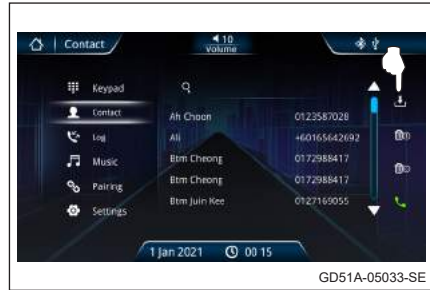 Contact
10
Volume
Keypad
Contact
Log
Music
Pairing
Settings
Ah Choon 0123587028
Ali +60165642692
Btm Cheong 0172988417
Btm Cheong 0172988417
Btm Juin Kee 0127169055
1 Jan 2021 00 15
GD51A-05033-SE